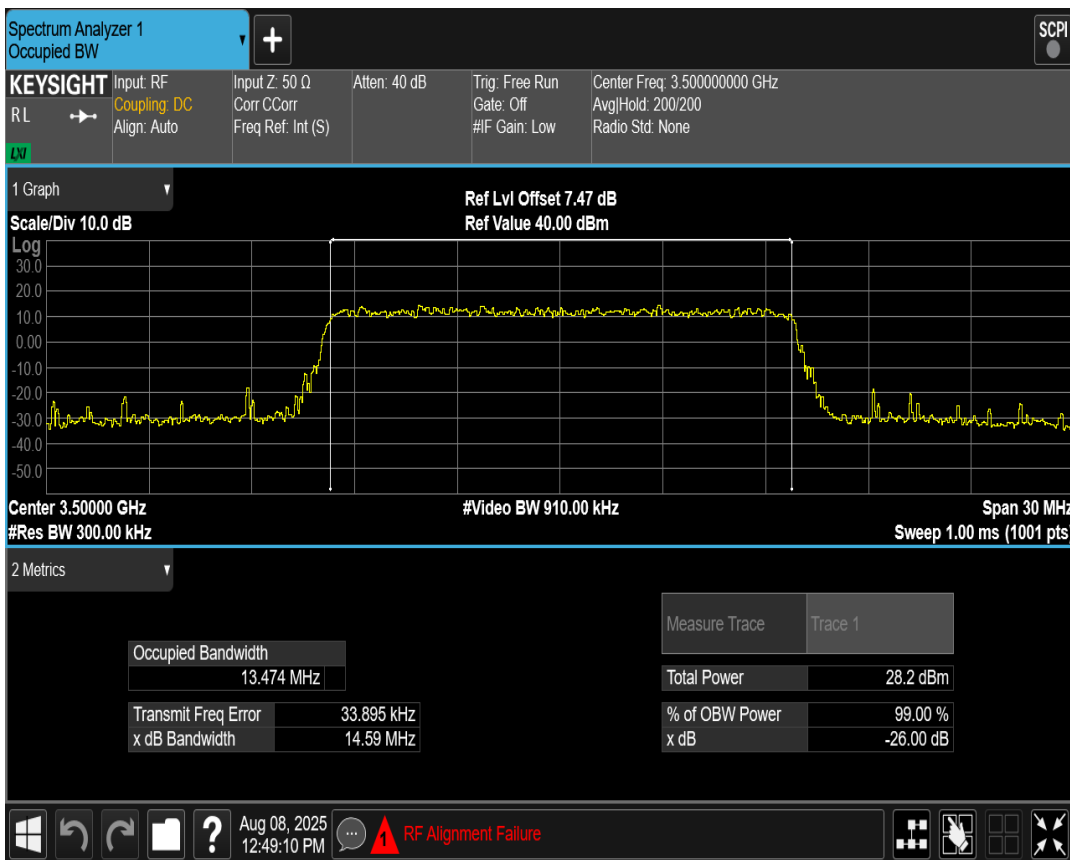 Spectrum Analyzer 1
Occupied BW
+
SCPI
KEYSIGHT
R L
LXI
Input: RF
Coupling: DC
Align: Auto
Input Z: 50 Ω
Corr CCorr
Freq Ref: Int (S)
Atten: 40 dB
Trig: Free Run
Gate: Off
#IF Gain: Low
Center Freq: 3.500000000 GHz
Avg|Hold: 200/200
Radio Std: None
1 Graph
Scale/Div 10.0 dB
Ref Lvl Offset 7.47 dB
Ref Value 40.00 dBm
Log
30.0
20.0
10.0
0.00
-10.0
-20.0
-30.0
-40.0
-50.0
Center 3.50000 GHz
#Res BW 300.00 kHz
#Video BW 910.00 kHz
Span 30 MHz
Sweep 1.00 ms (1001 pts)
2 Metrics
Measure Trace Trace 1
Occupied Bandwidth
13.474 MHz
Total Power 28.2 dBm
Transmit Freq Error 33.895 kHz
% of OBW Power 99.00 %
x dB Bandwidth 14.59 MHz
x dB -26.00 dB
?
Aug 08, 2025
12:49:10 PM
1
RF Alignment Failure